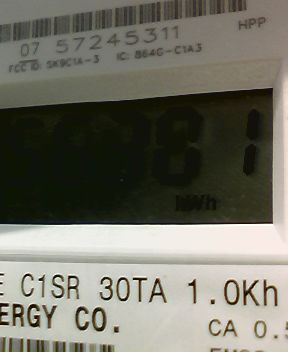 HPP
07 57245311
FCC ID: SK9C1A-3 IC: 864G-C1A3
kWh
C1SR 30TA 1.0Kh
ERGY CO.
CA 0.5